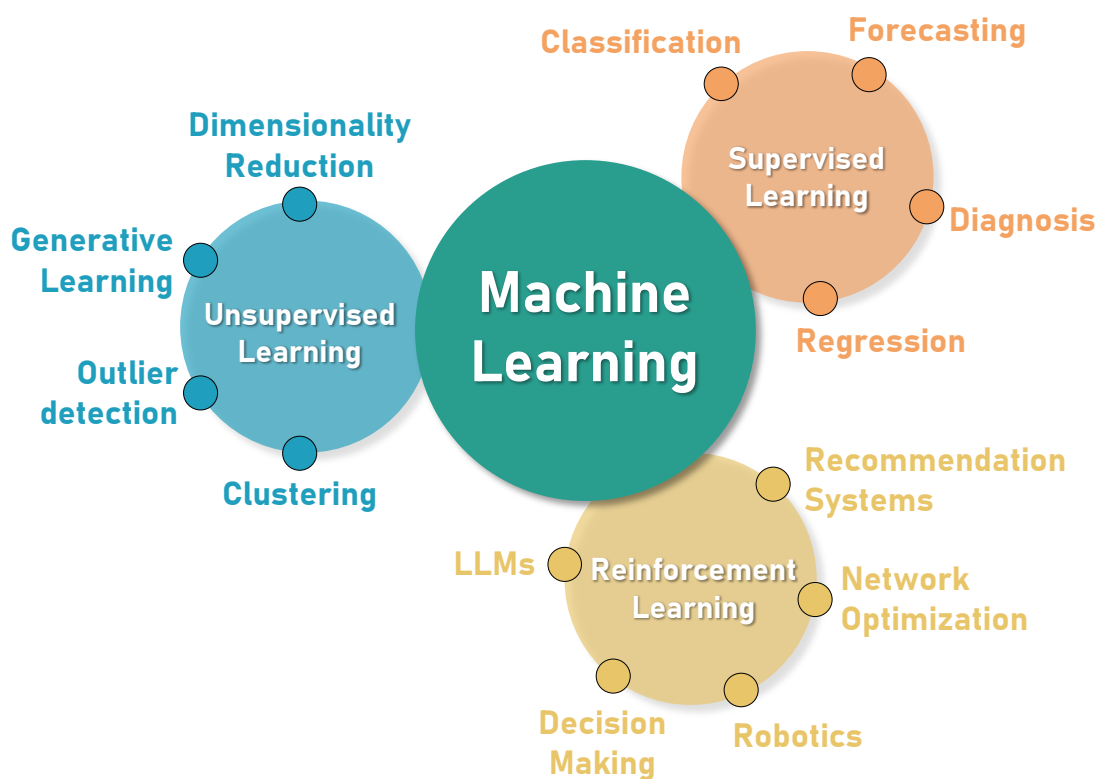 Machine
Learning
Supervised
Learning
Classification
Forecasting
Diagnosis
Regression
Unsupervised
Learning
Dimensionality
Reduction
Generative
Learning
Outlier
detection
Clustering
Reinforcement
Learning
Recommendation
Systems
Network
Optimization
Robotics
Decision
Making
LLMs